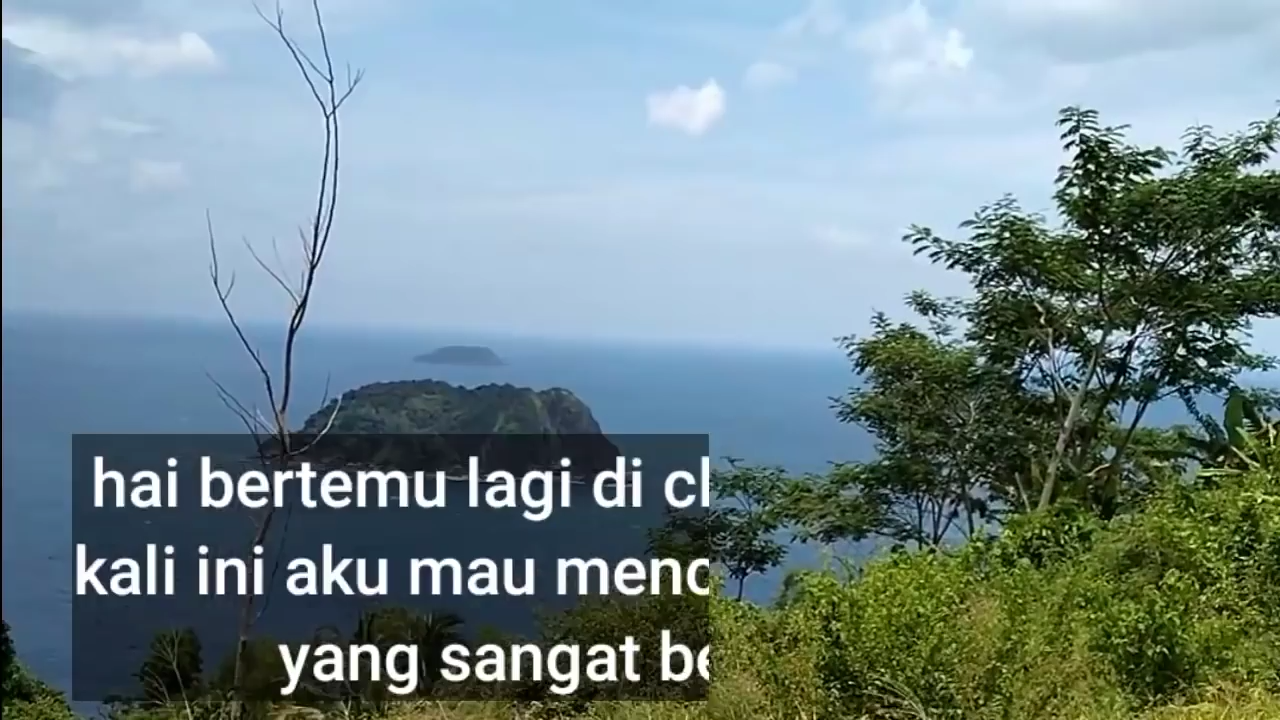 hai bertemu lagi di
kali ini aku mau
yang sangat